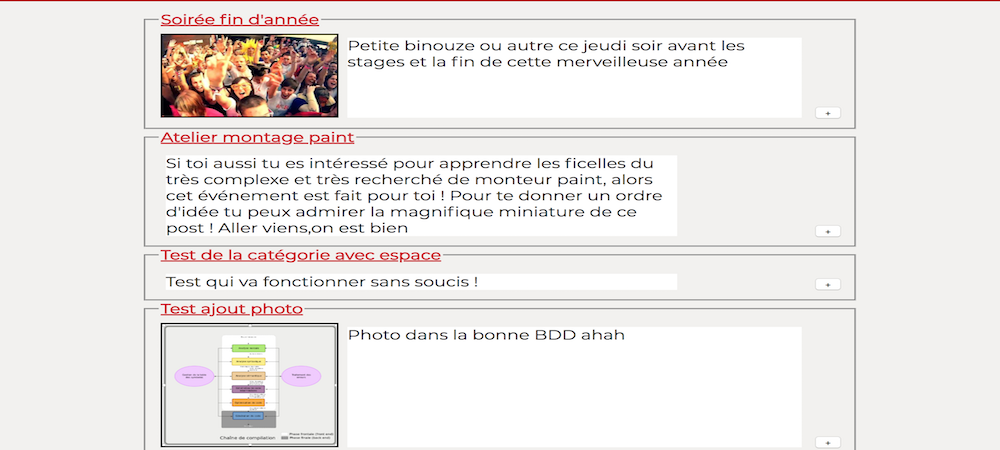 Soirée fin d'année
Petite binouze ou autre ce jeudi soir avant les
stages et la fin de cette merveilleuse année
+
Atelier montage paint
Si toi aussi tu es intéressé pour apprendre les ficelles du
très complexe et très recherché de monteur paint, alors
cet événement est fait pour toi ! Pour te donner un ordre
d'idée tu peux admirer la magnifique miniature de ce
post ! Aller viens,on est bien
+
Test de la catégorie avec espace
Test qui va fonctionner sans soucis !
+
Test ajout photo
Photo dans la bonne BDD ahah
Chaîne de compilation
+